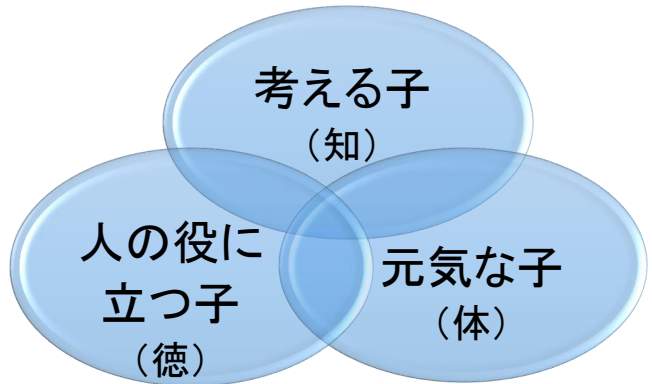 考える子
（知）
人の役に
立つ子
（徳）
元気な子
（体）